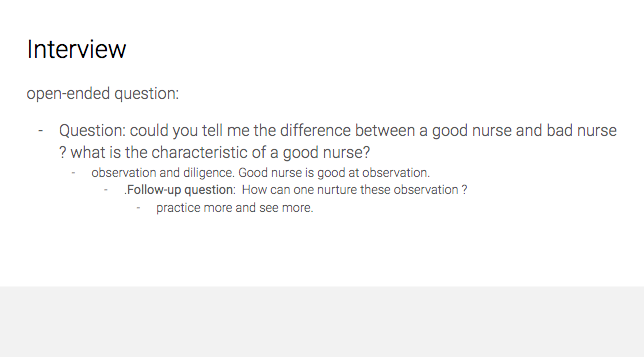 Interview
open-ended question:
- Question: could you tell me the difference between a good nurse and bad nurse
? what is the characteristic of a good nurse?
- observation and diligence. Good nurse is good at observation.
- .Follow-up question: How can one nurture these observation ?
- practice more and see more.